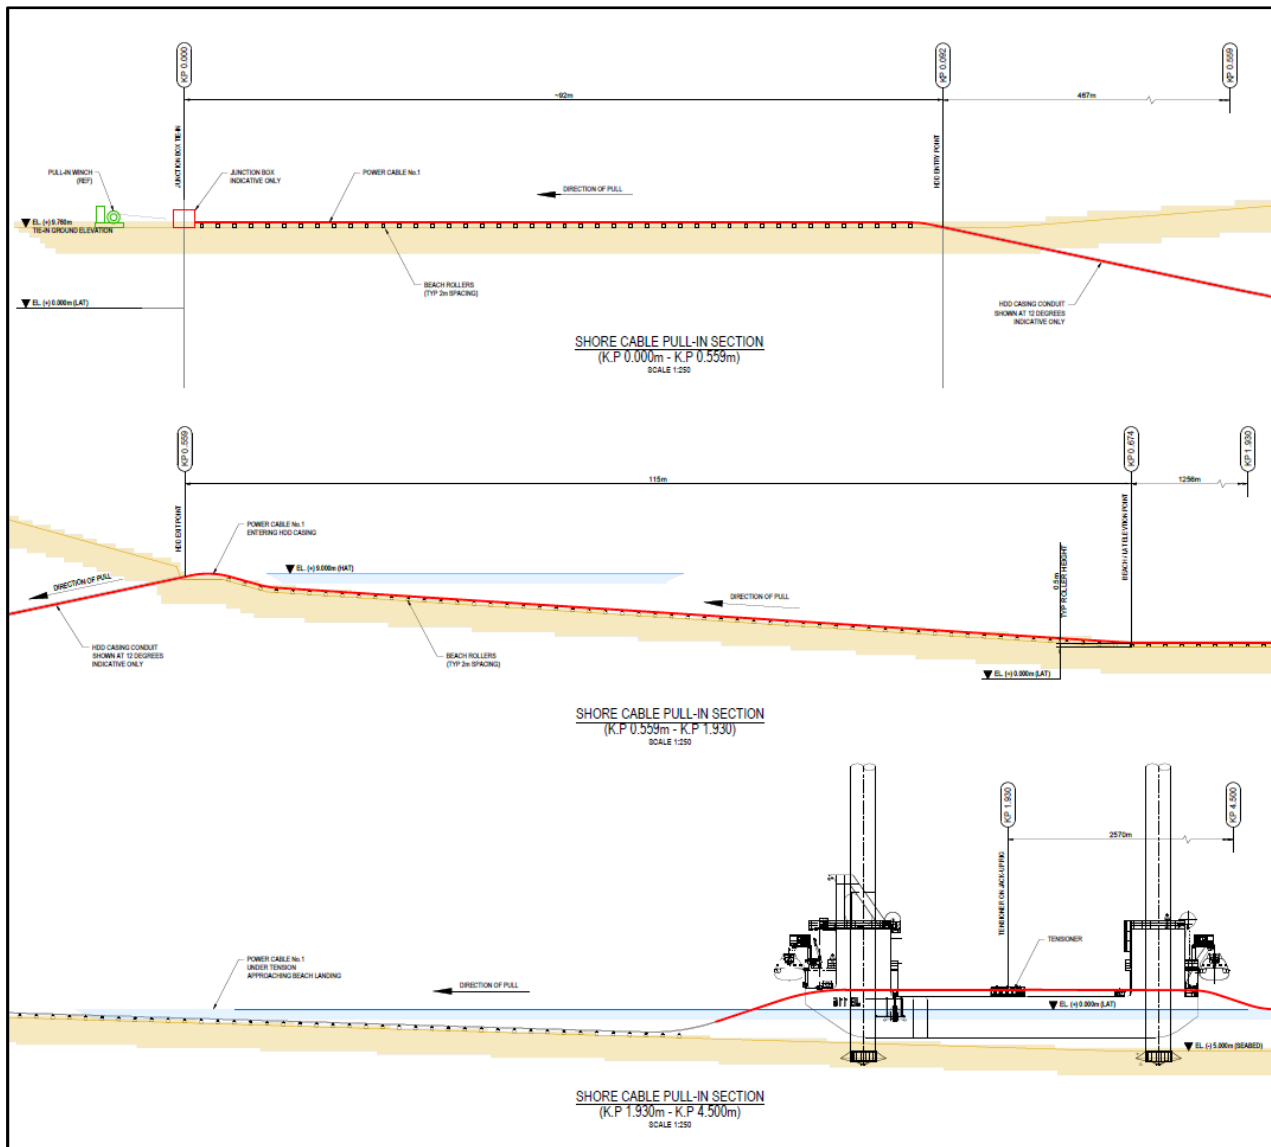 KP 0.000
KP 0.092
KP 0.559
~92m
467m
JUNCTION BOX TIE-IN
HDD ENTRY POINT
PULL-IN WINCH
(REF)
JUNCTION BOX
INDICATIVE ONLY
POWER CABLE No.1
DIRECTION OF PULL
EL. (+) 9.760m
TIE-IN GROUND ELEVATION
BEACH ROLLERS
(TYP 2m SPACING)
EL. (+) 0.000m (LAT)
HDD CASING CONDUIT
SHOWN AT 12 DEGREES
INDICATIVE ONLY
SHORE CABLE PULL-IN SECTION
(K.P 0.000m - K.P 0.559m)
SCALE 1:250
KP 0.559
KP 0.674
KP 1.930
115m
1256m
HDD EXIT POINT
BEACH / LAT ELEVTION POINT
POWER CABLE No.1
ENTERING HDD CASING
DIRECTION OF PULL
EL. (+) 9.000m (HAT)
DIRECTION OF PULL
0.5m
TYP ROLLER HEIGHT
HDD CASING CONDUIT
SHOWN AT 12 DEGREES
INDICATIVE ONLY
BEACH ROLLERS
(TYP 2m SPACING)
EL. (+) 0.000m (LAT)
SHORE CABLE PULL-IN SECTION
(K.P 0.559m - K.P 1.930)
SCALE 1:250
KP 1.930
KP 4.500
2570m
TENSIONER ON JACK-UP RIG
TENSIONER
POWER CABLE No.1
UNDER TENSION
APPROACHING BEACH LANDING
DIRECTION OF PULL
EL. (+) 0.000m (LAT)
EL. (-) 5.000m (SEABED)
SHORE CABLE PULL-IN SECTION
(K.P 1.930m - K.P 4.500m)
SCALE 1:250